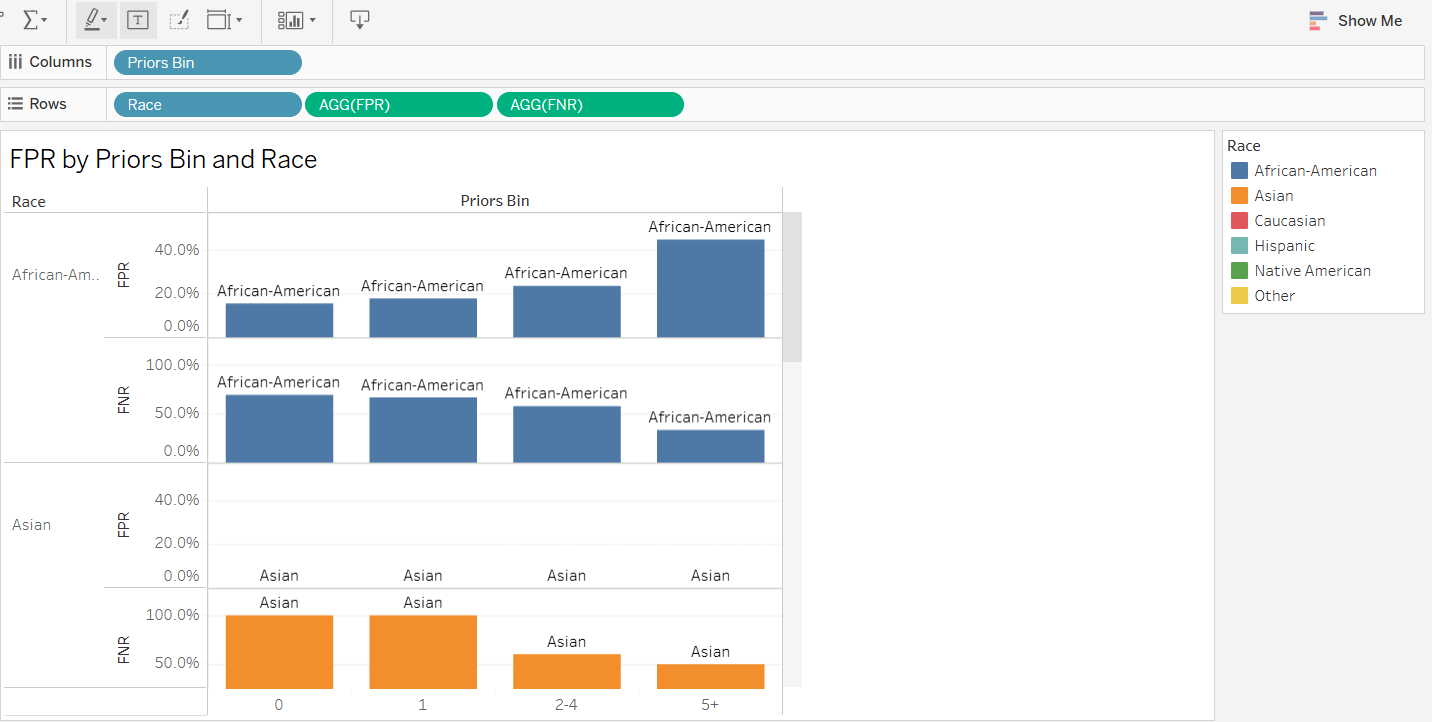 Show Me
Columns
Priors Bin
Rows
Race
AGG(FPR)
AGG(FNR)
FPR by Priors Bin and Race
Race
Priors Bin
African-Am..
FPR
40.0%
20.0%
0.0%
African-American
African-American
African-American
African-American
FNR
100.0%
50.0%
0.0%
African-American
African-American
African-American
African-American
Asian
FPR
40.0%
20.0%
0.0%
Asian
Asian
Asian
Asian
FNR
100.0%
50.0%
Asian
Asian
Asian
Asian
0
1
2-4
5+
Race
African-American
Asian
Caucasian
Hispanic
Native American
Other